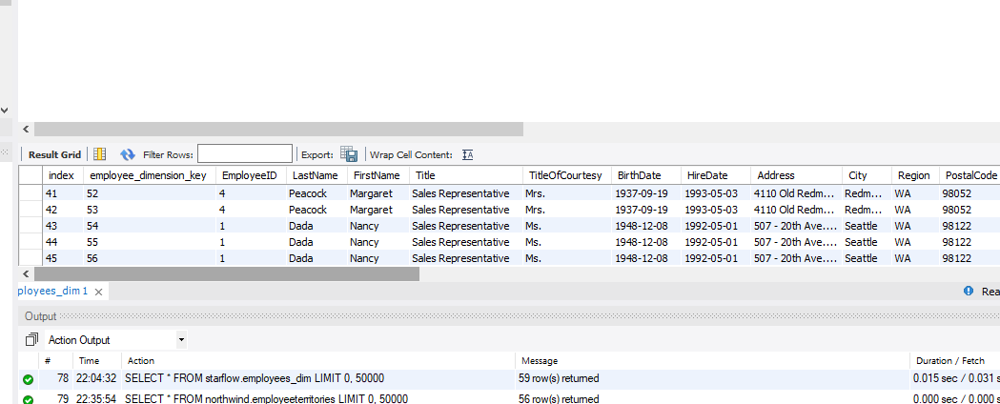 Result Grid Filter Rows: Export: Wrap Cell Content:
index employee_dimension_key EmployeeID LastName FirstName Title TitleOfCourtesy BirthDate HireDate Address City Region PostalCode
41 52 4 Peacock Margaret Sales Representative Mrs. 1937-09-19 1993-05-03 4110 Old Redm... Redm... WA 98052
42 53 4 Peacock Margaret Sales Representative Mrs. 1937-09-19 1993-05-03 4110 Old Redm... Redm... WA 98052
43 54 1 Dada Nancy Sales Representative Ms. 1948-12-08 1992-05-01 507 - 20th Ave.... Seattle WA 98122
44 55 1 Dada Nancy Sales Representative Ms. 1948-12-08 1992-05-01 507 - 20th Ave.... Seattle WA 98122
45 56 1 Dada Nancy Sales Representative Ms. 1948-12-08 1992-05-01 507 - 20th Ave.... Seattle WA 98122
ployees_dim 1 Rea
Output
Action Output
# Time Action Message Duration / Fetch
78 22:04:32 SELECT * FROM starflow.employees_dim LIMIT 0, 50000 59 row(s) returned 0.015 sec / 0.031 s
79 22:35:54 SELECT * FROM northwind.employeeterritories LIMIT 0, 50000 56 row(s) returned 0.000 sec / 0.000 s